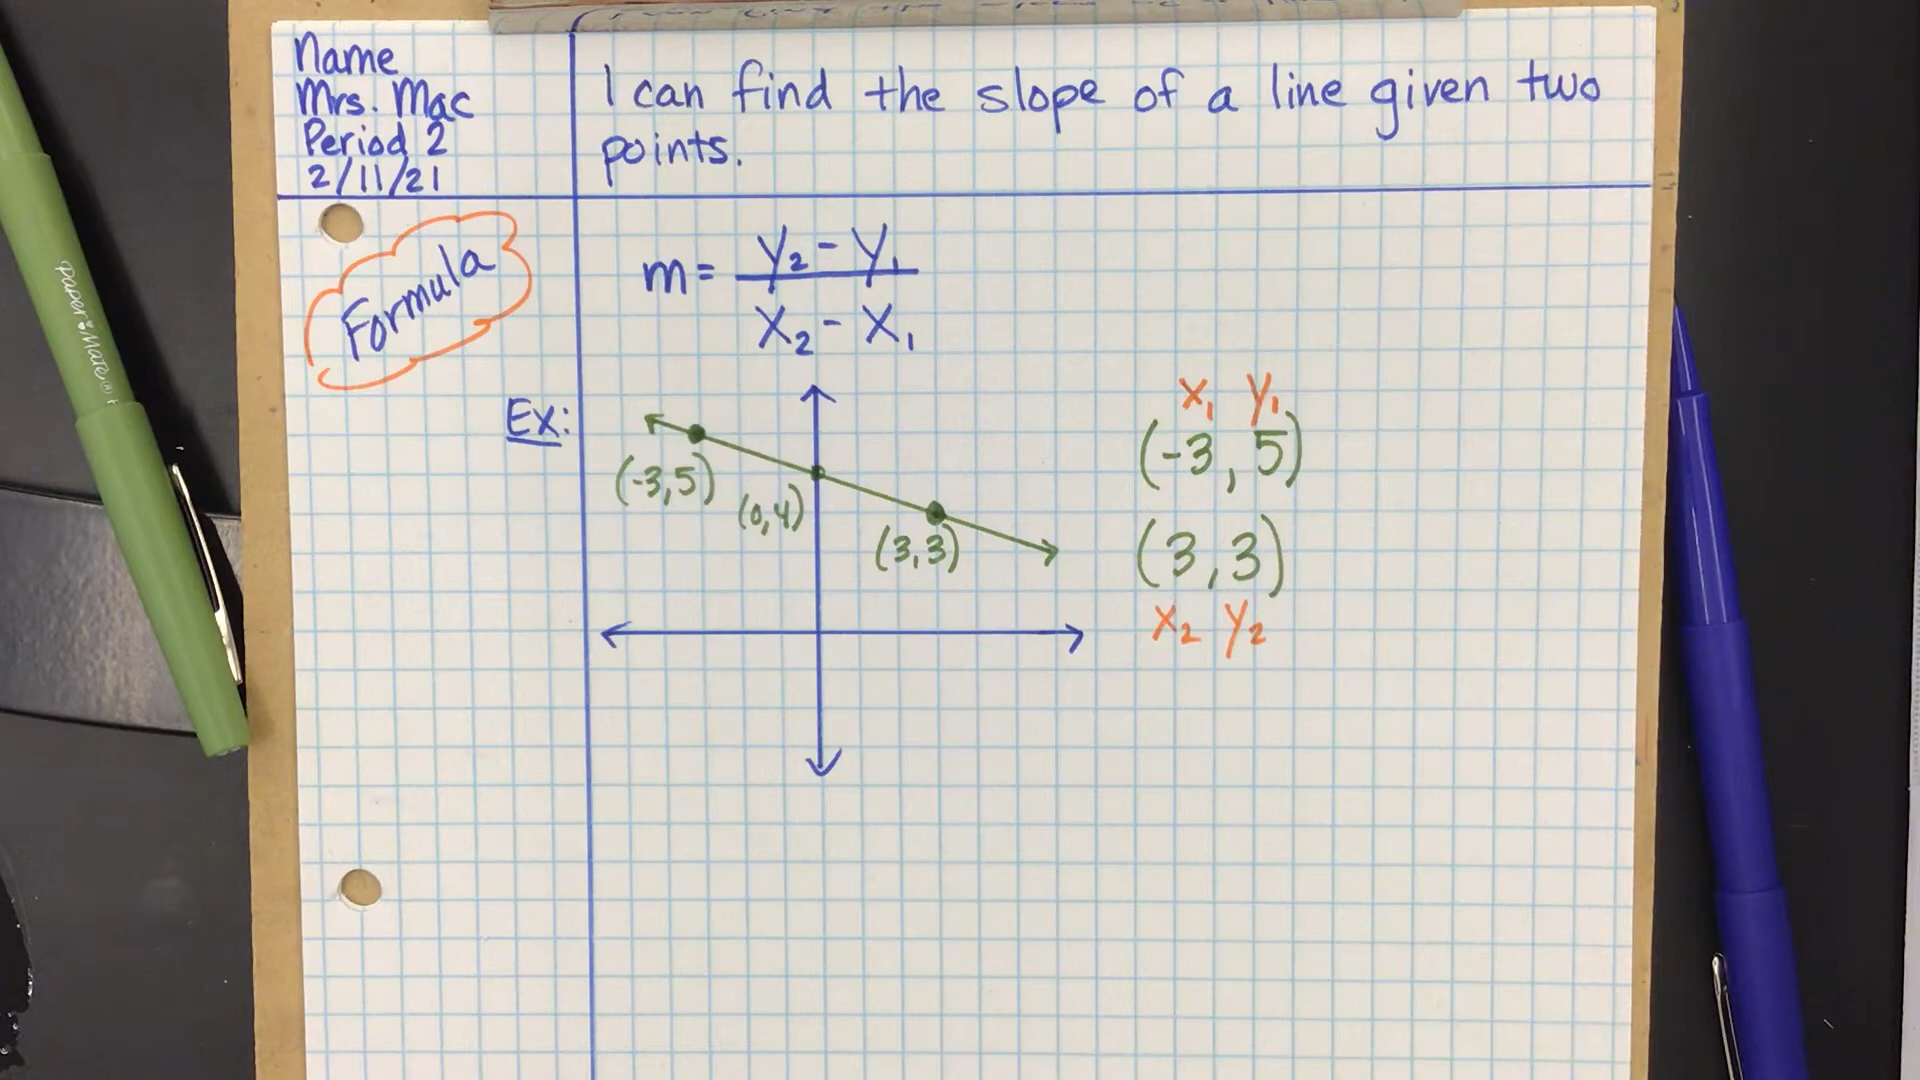 Name
Mrs. Mac
Period 2
2/11/21
I can find the slope of a line given two
points.
Formula
m = y₂ - y₁
x₂ - x₁
Ex:
(-3,5)
(0,4)
(3,3)
x₁ y₁
(-3, 5)
(3, 3)
x₂ y₂
paper mate